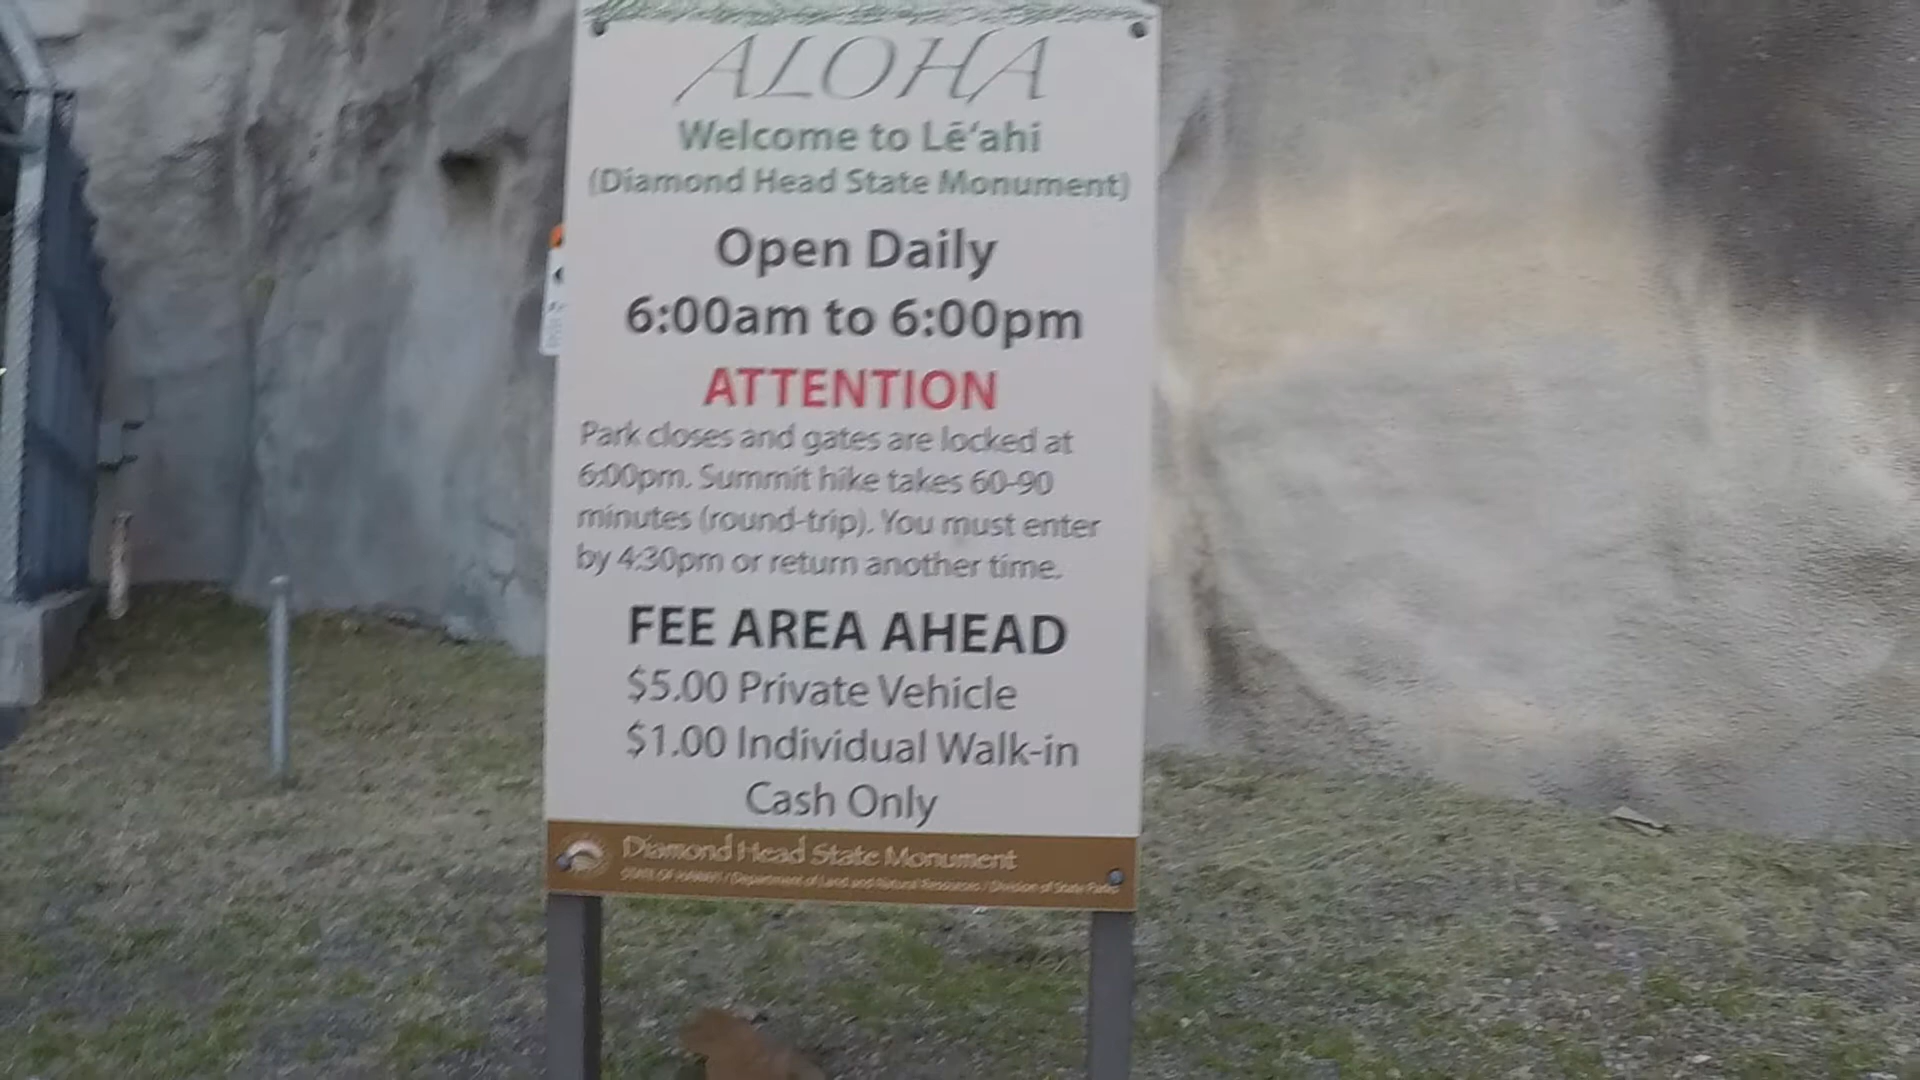 ALOHA
Welcome to Lēʻahi
(Diamond Head State Monument)
Open Daily
6:00am to 6:00pm
ATTENTION
Park closes and gates are locked at
6:00pm. Summit hike takes 60-90
minutes (round-trip). You must enter
by 4:30pm or return another time.
FEE AREA AHEAD
$5.00 Private Vehicle
$1.00 Individual Walk-in
Cash Only
Diamond Head State Monument
STATE OF HAWAIʻI / Department of Land and Natural Resources / Division of State Parks